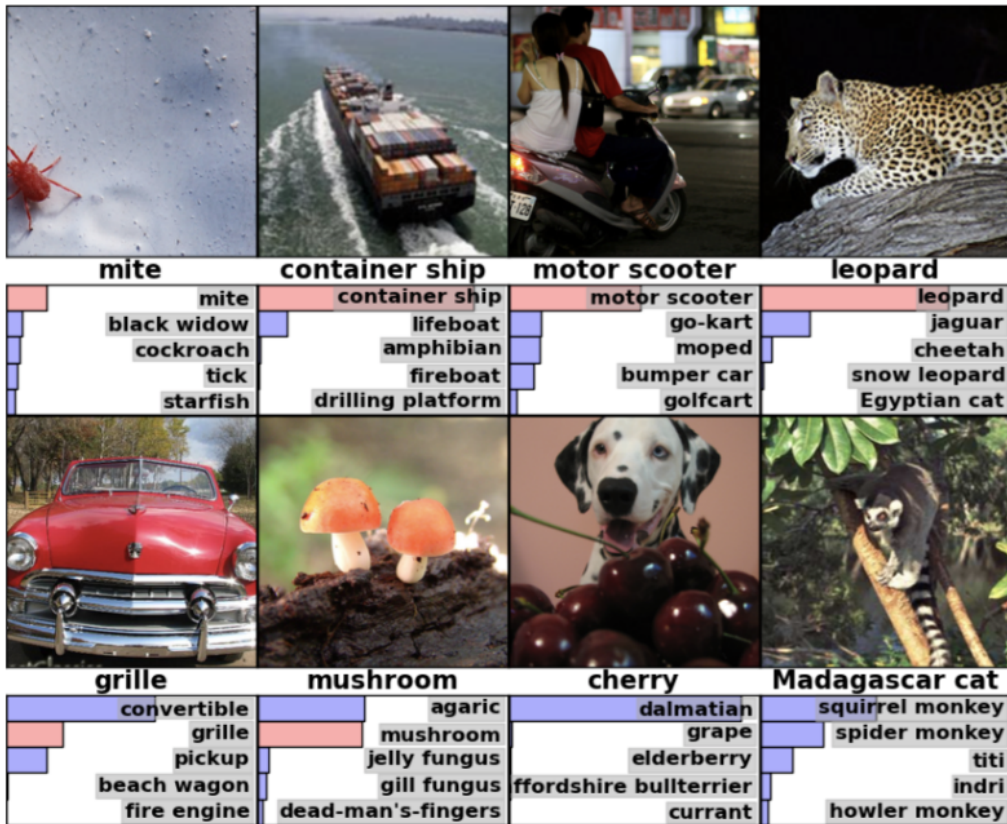 mite
container ship
motor scooter
leopard
mite
black widow
cockroach
tick
starfish
container ship
lifeboat
amphibian
fireboat
drilling platform
motor scooter
go-kart
moped
bumper car
golfcart
leopard
jaguar
cheetah
snow leopard
Egyptian cat
grille
mushroom
cherry
Madagascar cat
convertible
grille
pickup
beach wagon
fire engine
agaric
mushroom
jelly fungus
gill fungus
dead-man's-fingers
dalmatian
grape
elderberry
ffordshire bullterrier
currant
squirrel monkey
spider monkey
titi
indri
howler monkey